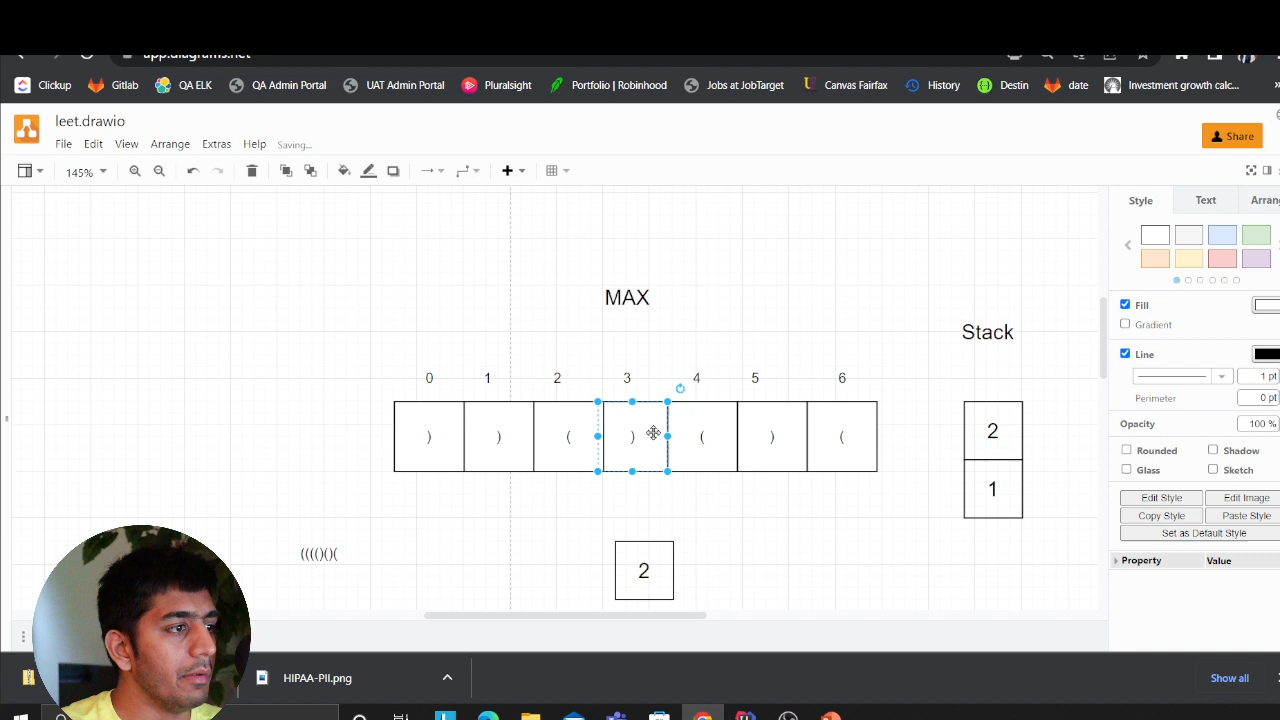 app.diagrams.net
Clickup Gitlab QA ELK QA Admin Portal UAT Admin Portal Pluralsight Portfolio | Robinhood Jobs at JobTarget Canvas Fairfax History Destin date Investment growth calc...
leet.drawio
Share
File Edit View Arrange Extras Help Saving...
145%
Style Text Arran
MAX
Fill
Stack
Gradient
Line
0 1 2 3 4 5 6
1 pt
Perimeter 0 pt
) ) ( ) ( ) (
2
Opacity 100 %
Rounded Shadow
Glass Sketch
1
Edit Style Edit Image
Copy Style Paste Style
Set as Default Style
(((()()(
2
Property Value
HIPAA-PII.png
Show all